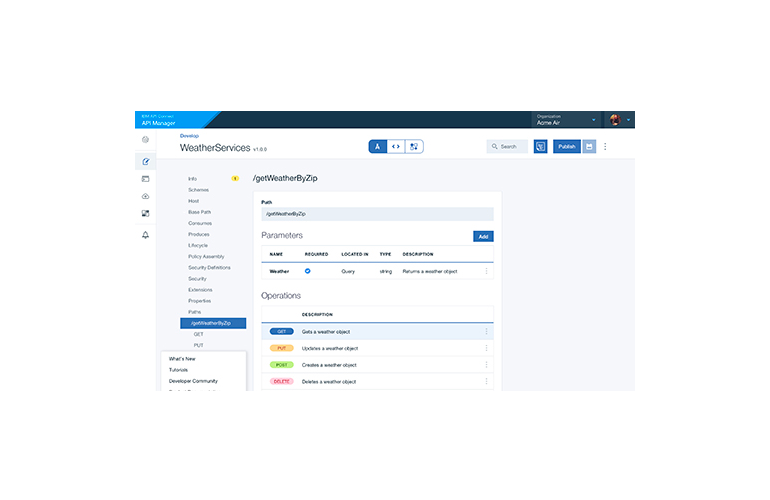 IBM API Connect
API Manager
Organization
Acme Air
Develop
WeatherServices v1.0.0
A
Search
Publish
Info 1
Schemes
Host
Base Path
Consumes
Produces
Lifecycle
Policy Assembly
Security Definitions
Security
Extensions
Properties
Paths
/getWeatherByZip
GET
PUT
What's New
Tutorials
Developer Community
/getWeatherByZip
Path
/getWeatherByZip
Parameters
Add
NAME REQUIRED LOCATED IN TYPE DESCRIPTION
Weather Query string Returns a weather object
Operations
DESCRIPTION
GET Gets a weather object
PUT Updates a weather object
POST Creates a weather object
DELETE Deletes a weather object